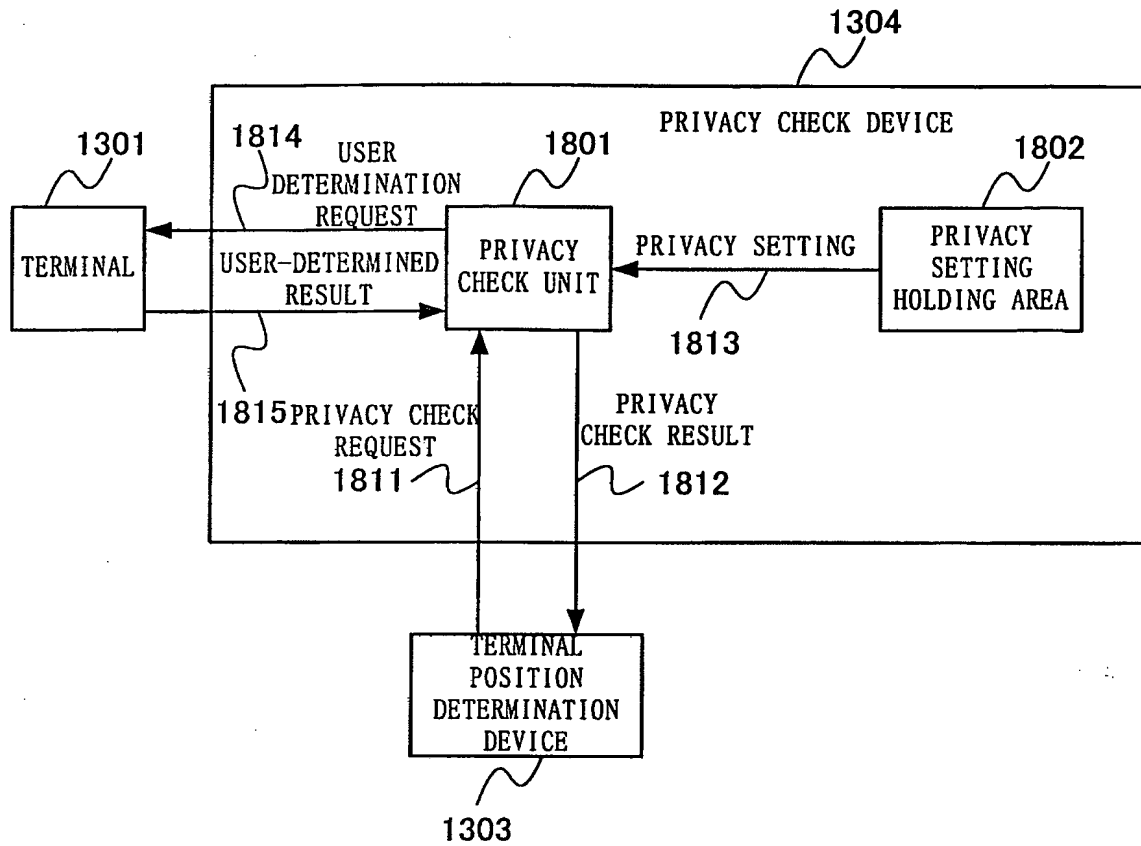 1304
PRIVACY CHECK DEVICE
1301
1814
USER
DETERMINATION
REQUEST
1801
1802
TERMINAL
USER-DETERMINED
RESULT
PRIVACY
CHECK UNIT
PRIVACY SETTING
PRIVACY
SETTING
HOLDING AREA
1813
1815
PRIVACY CHECK
REQUEST
1811
PRIVACY
CHECK RESULT
1812
TERMINAL
POSITION
DETERMINATION
DEVICE
1303